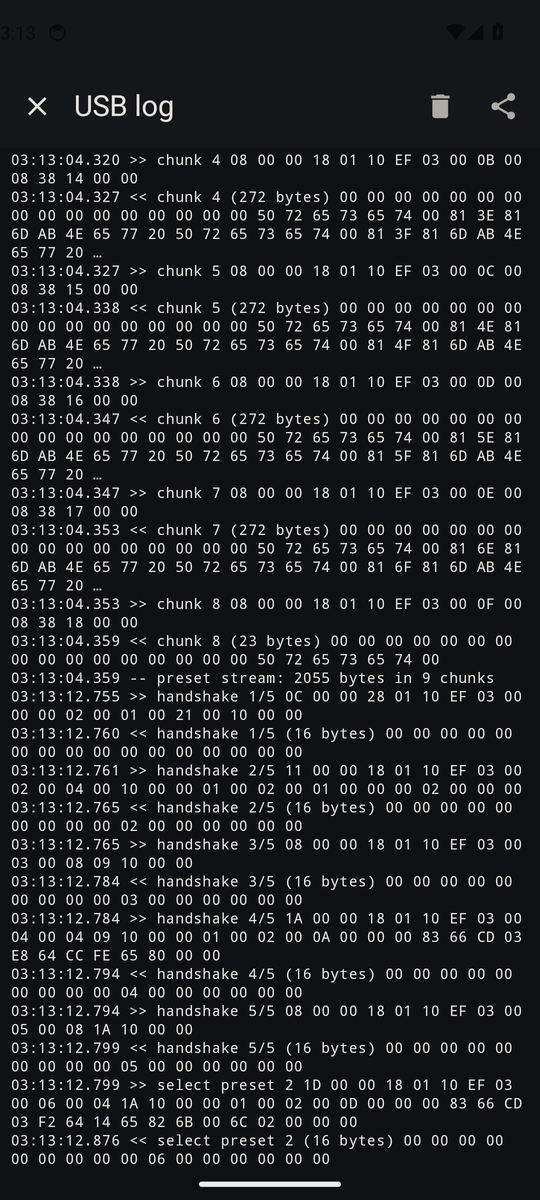 3:13
USB log
03:13:04.320 >> chunk 4 08 00 00 18 01 10 EF 03 00 0B 00
08 38 14 00 00
03:13:04.327 << chunk 4 (272 bytes) 00 00 00 00 00 00 00
00 00 00 00 00 00 00 00 00 50 72 65 73 65 74 00 81 3E 81
6D AB 4E 65 77 20 50 72 65 73 65 74 00 81 3F 81 6D AB 4E
65 77 20 …
03:13:04.327 >> chunk 5 08 00 00 18 01 10 EF 03 00 0C 00
08 38 15 00 00
03:13:04.338 << chunk 5 (272 bytes) 00 00 00 00 00 00 00
00 00 00 00 00 00 00 00 00 50 72 65 73 65 74 00 81 4E 81
6D AB 4E 65 77 20 50 72 65 73 65 74 00 81 4F 81 6D AB 4E
65 77 20 …
03:13:04.338 >> chunk 6 08 00 00 18 01 10 EF 03 00 0D 00
08 38 16 00 00
03:13:04.347 << chunk 6 (272 bytes) 00 00 00 00 00 00 00
00 00 00 00 00 00 00 00 00 50 72 65 73 65 74 00 81 5E 81
6D AB 4E 65 77 20 50 72 65 73 65 74 00 81 5F 81 6D AB 4E
65 77 20 …
03:13:04.347 >> chunk 7 08 00 00 18 01 10 EF 03 00 0E 00
08 38 17 00 00
03:13:04.353 << chunk 7 (272 bytes) 00 00 00 00 00 00 00
00 00 00 00 00 00 00 00 00 50 72 65 73 65 74 00 81 6E 81
6D AB 4E 65 77 20 50 72 65 73 65 74 00 81 6F 81 6D AB 4E
65 77 20 …
03:13:04.353 >> chunk 8 08 00 00 18 01 10 EF 03 00 0F 00
08 38 18 00 00
03:13:04.359 << chunk 8 (23 bytes) 00 00 00 00 00 00 00
00 00 00 00 00 00 00 00 00 50 72 65 73 65 74 00
03:13:04.359 -- preset stream: 2055 bytes in 9 chunks
03:13:12.755 >> handshake 1/5 0C 00 00 28 01 10 EF 03 00
00 00 02 00 01 00 21 00 10 00 00
03:13:12.760 << handshake 1/5 (16 bytes) 00 00 00 00 00
00 00 00 00 00 00 00 00 00 00 00
03:13:12.761 >> handshake 2/5 11 00 00 18 01 10 EF 03 00
02 00 04 00 10 00 00 01 00 02 00 01 00 00 00 02 00 00 00
03:13:12.765 << handshake 2/5 (16 bytes) 00 00 00 00 00
00 00 00 00 02 00 00 00 00 00 00
03:13:12.765 >> handshake 3/5 08 00 00 18 01 10 EF 03 00
03 00 08 09 10 00 00
03:13:12.784 << handshake 3/5 (16 bytes) 00 00 00 00 00
00 00 00 00 03 00 00 00 00 00 00
03:13:12.784 >> handshake 4/5 1A 00 00 18 01 10 EF 03 00
04 00 04 09 10 00 00 01 00 02 00 0A 00 00 00 83 66 CD 03
E8 64 CC FE 65 80 00 00
03:13:12.794 << handshake 4/5 (16 bytes) 00 00 00 00 00
00 00 00 00 04 00 00 00 00 00 00
03:13:12.794 >> handshake 5/5 08 00 00 18 01 10 EF 03 00
05 00 08 1A 10 00 00
03:13:12.799 << handshake 5/5 (16 bytes) 00 00 00 00 00
00 00 00 00 05 00 00 00 00 00 00
03:13:12.799 >> select preset 2 1D 00 00 18 01 10 EF 03
00 06 00 04 1A 10 00 00 01 00 02 00 0D 00 00 00 83 66 CD
03 F2 64 14 65 82 6B 00 6C 02 00 00 00
03:13:12.876 << select preset 2 (16 bytes) 00 00 00 00
00 00 00 00 00 06 00 00 00 00 00 00